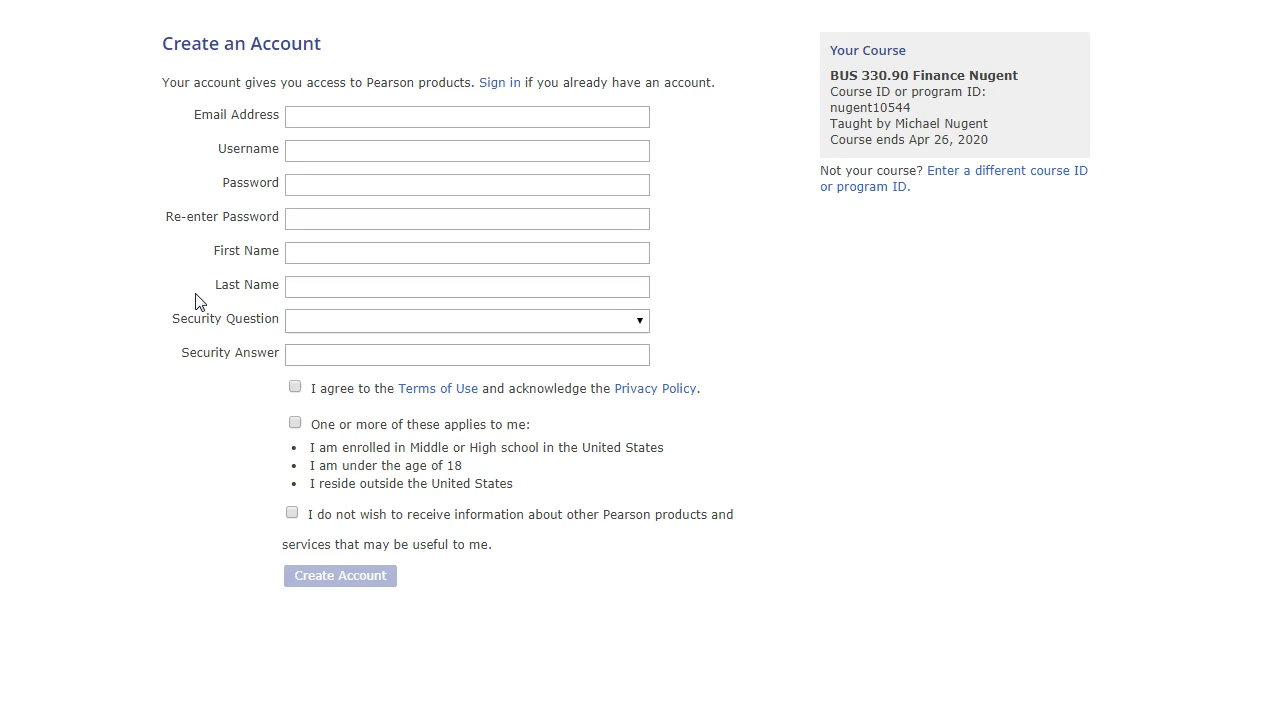 Create an Account
Your account gives you access to Pearson products. Sign in if you already have an account.
Email Address
Username
Password
Re-enter Password
First Name
Last Name
Security Question
Security Answer
I agree to the Terms of Use and acknowledge the Privacy Policy.
One or more of these applies to me:
• I am enrolled in Middle or High school in the United States
• I am under the age of 18
• I reside outside the United States
I do not wish to receive information about other Pearson products and
services that may be useful to me.
Create Account
Your Course
BUS 330.90 Finance Nugent
Course ID or program ID:
nugent10544
Taught by Michael Nugent
Course ends Apr 26, 2020
Not your course? Enter a different course ID
or program ID.